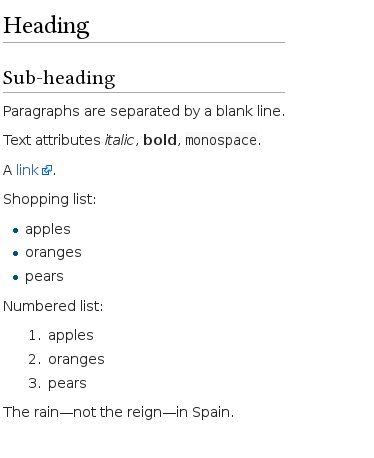 Heading
Sub-heading
Paragraphs are separated by a blank line.
Text attributes italic, bold, monospace.
A link.
Shopping list:
• apples
• oranges
• pears
Numbered list:
1. apples
2. oranges
3. pears
The rain—not the reign—in Spain.